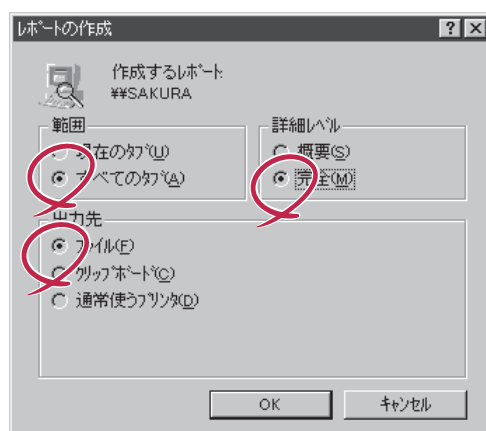 レポートの作成
作成するレポート:
¥¥SAKURA
範囲
現在のタブ(U)
すべてのタブ(A)
詳細レベル
概要(S)
完全(M)
出力先
ファイル(F)
クリップボード(C)
通常使うプリンタ(D)
OK
キャンセル